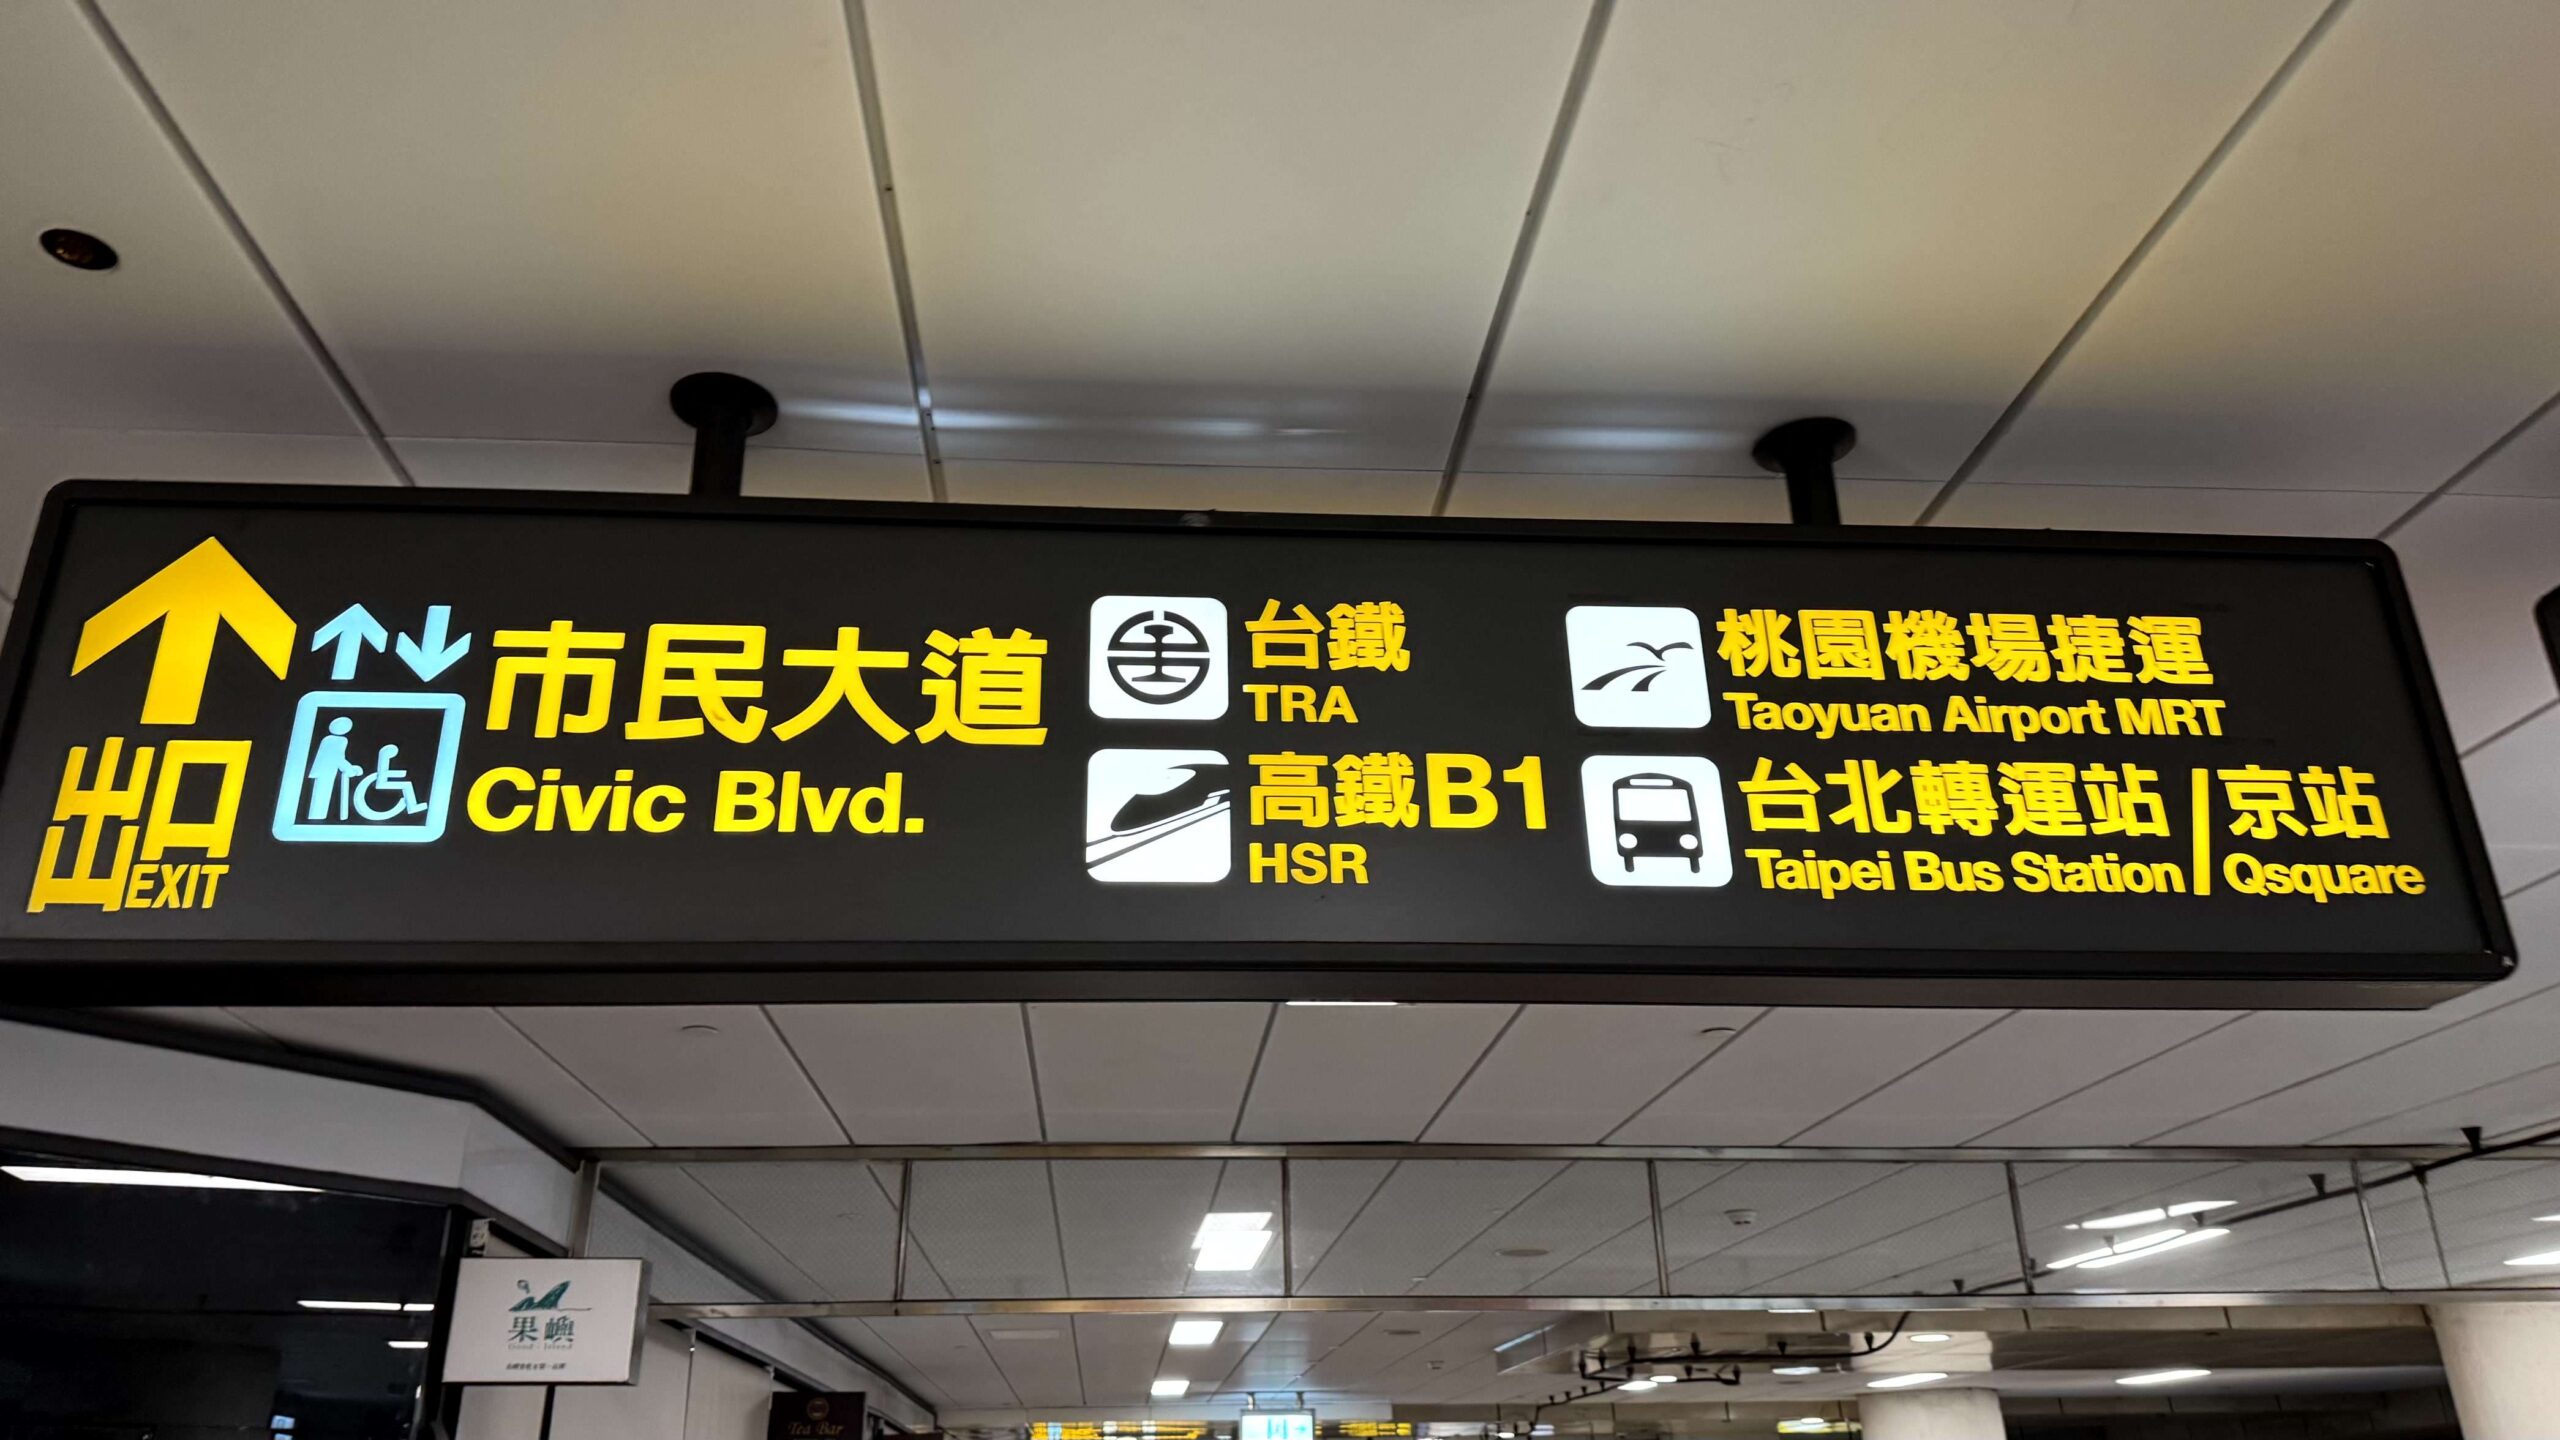 出口
EXIT
市民大道
Civic Blvd.
台鐵
TRA
高鐵B1
HSR
桃園機場捷運
Taoyuan Airport MRT
台北轉運站/京站
Taipei Bus Station/Qsquare
果嶼
Tea Bar